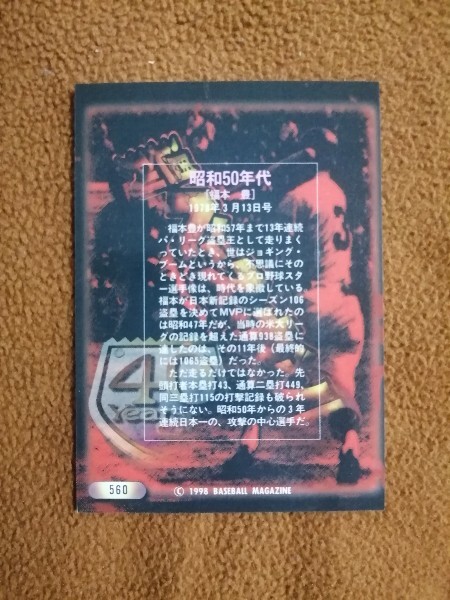 昭和50年代
[福本 豊]
1978年3月13日号
福本豊が昭和57年まで13年連続
パ・リーグ盗塁王として走りまく
っていたとき、世はジョギング・
ブームというから、不思議にその
ときどき現れてくるプロ野球スタ
ー選手像は、時代を象徴している
福本が日本新記録のシーズン106
盗塁を決めてMVPに選ばれたの
は昭和47年だが、当時の米大リー
グの記録を超えた通算938盗塁に
達したのは、その11年後(最終的
には1065盗塁)だった。
ただ走るだけではなかった。先
頭打者本塁打43、通算二塁打449、
同三塁打115の打撃記録も破られ
そうにない。昭和50年からの3年
連続日本一の、攻撃の中心選手だ。
4
Years
560
© 1998 BASEBALL MAGAZINE